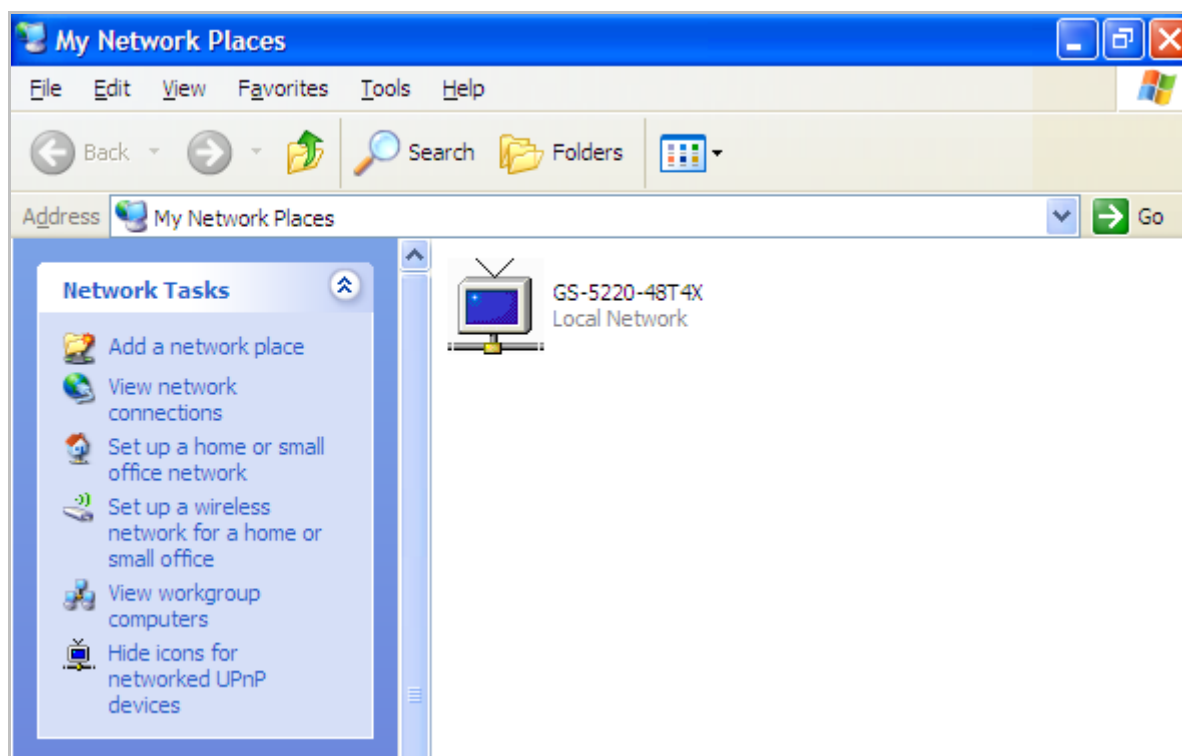 My Network Places
File Edit View Favorites Tools Help
Back Search Folders
Address My Network Places Go
Network Tasks
Add a network place
View network
connections
Set up a home or small
office network
Set up a wireless
network for a home or
small office
View workgroup
computers
Hide icons for
networked UPnP
devices
GS-5220-48T4X
Local Network